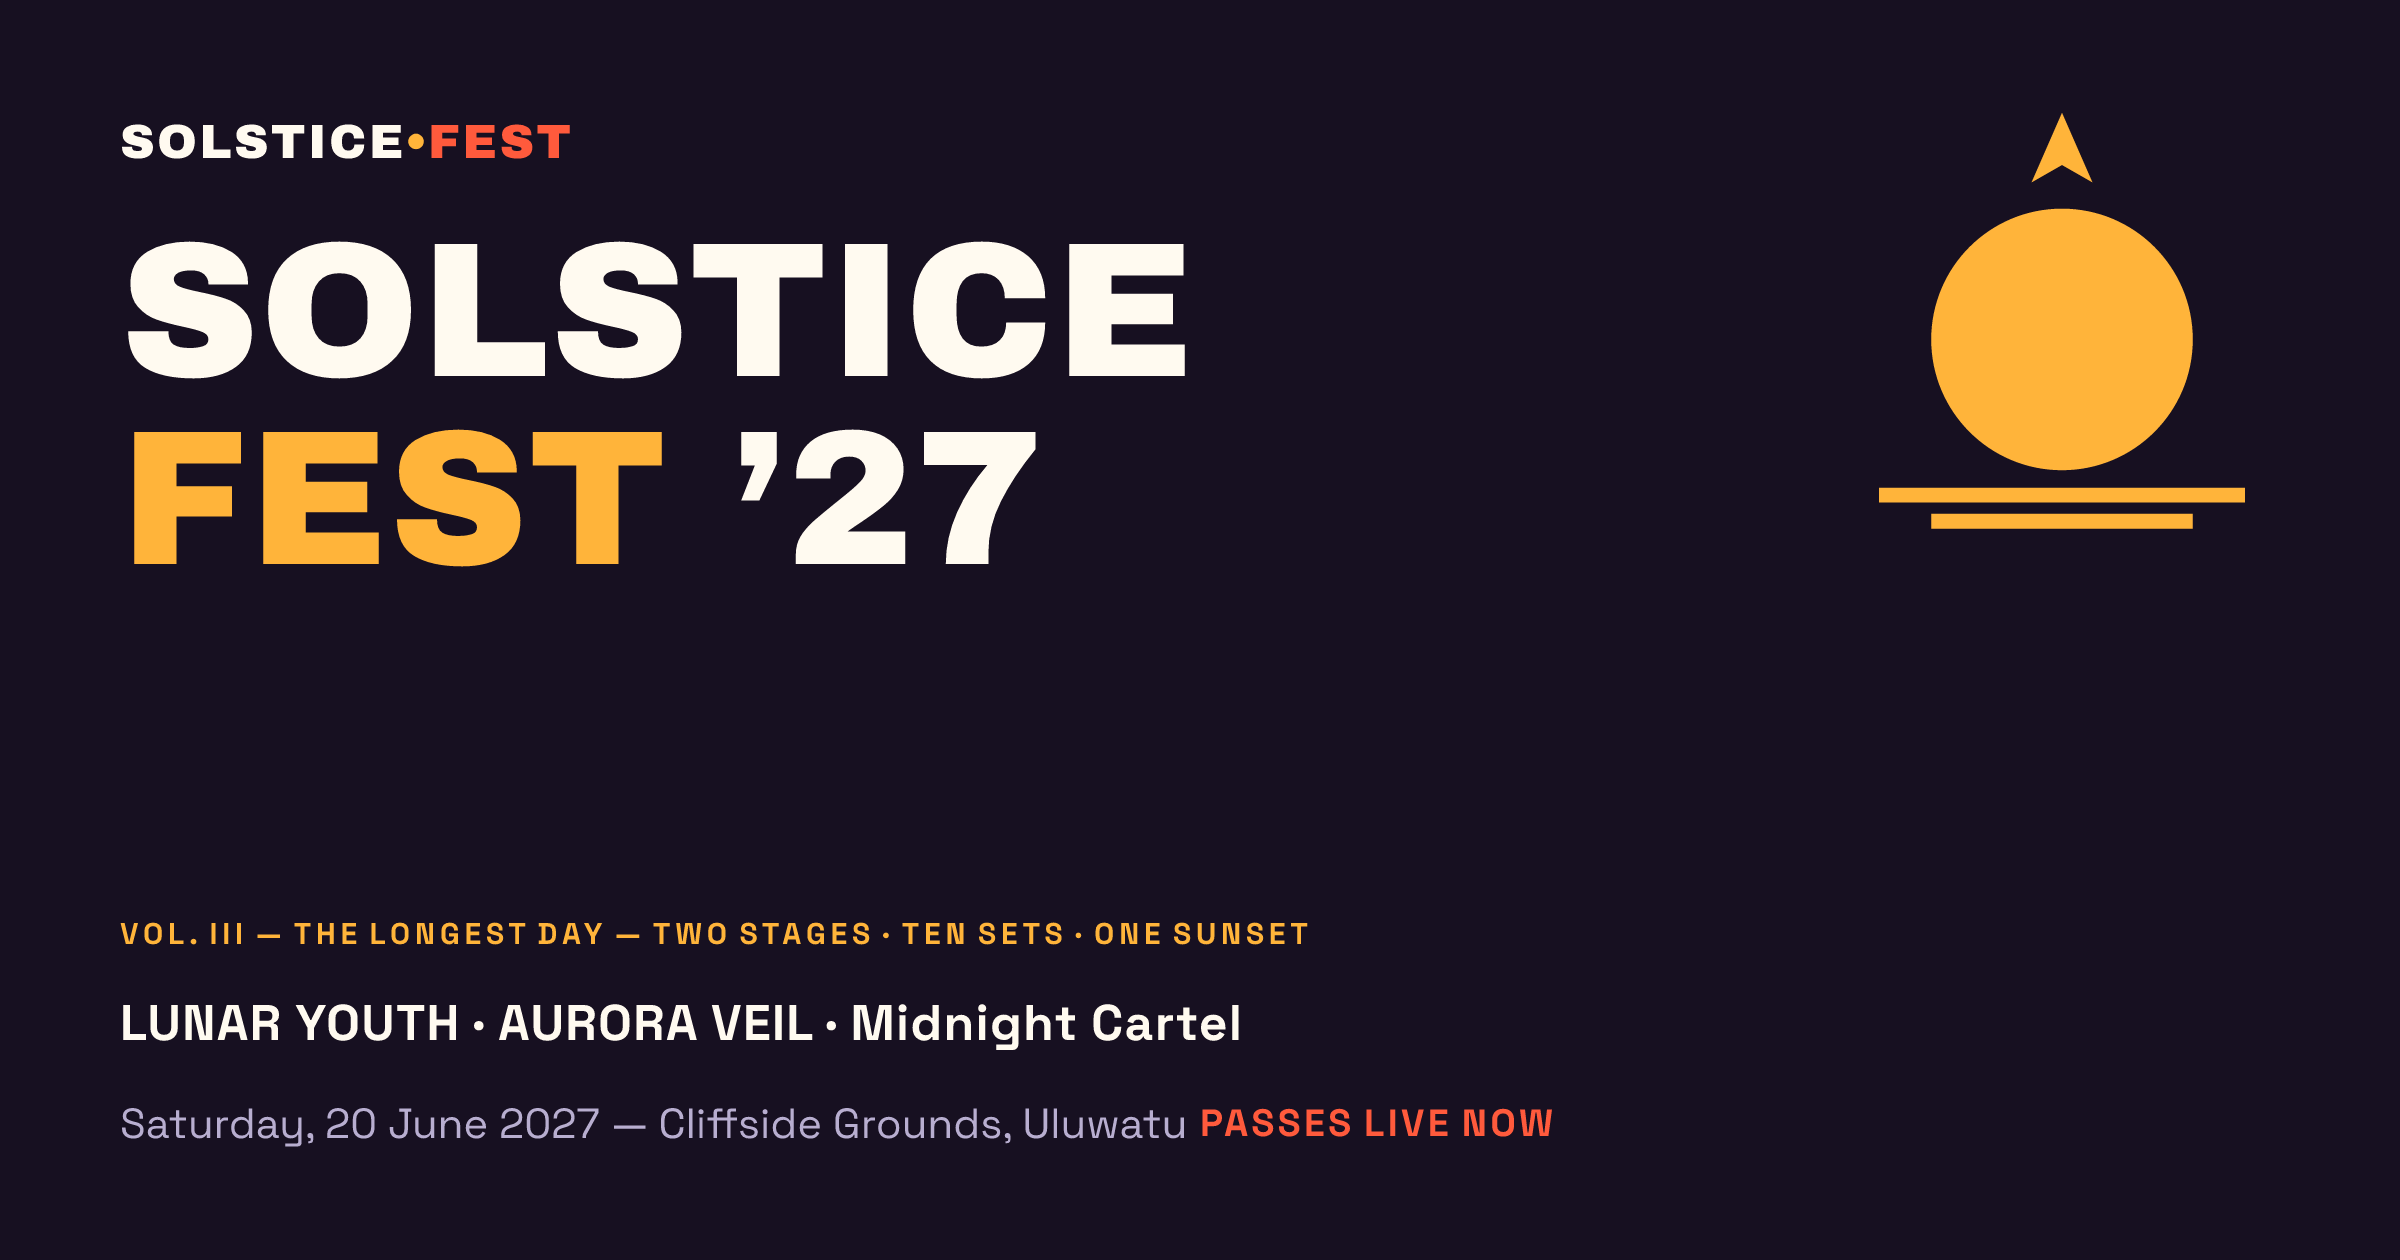 SOLSTICE•FEST
SOLSTICE
FEST ’27
VOL. III — THE LONGEST DAY — TWO STAGES · TEN SETS · ONE SUNSET
LUNAR YOUTH · AURORA VEIL · Midnight Cartel
Saturday, 20 June 2027 — Cliffside Grounds, Uluwatu PASSES LIVE NOW